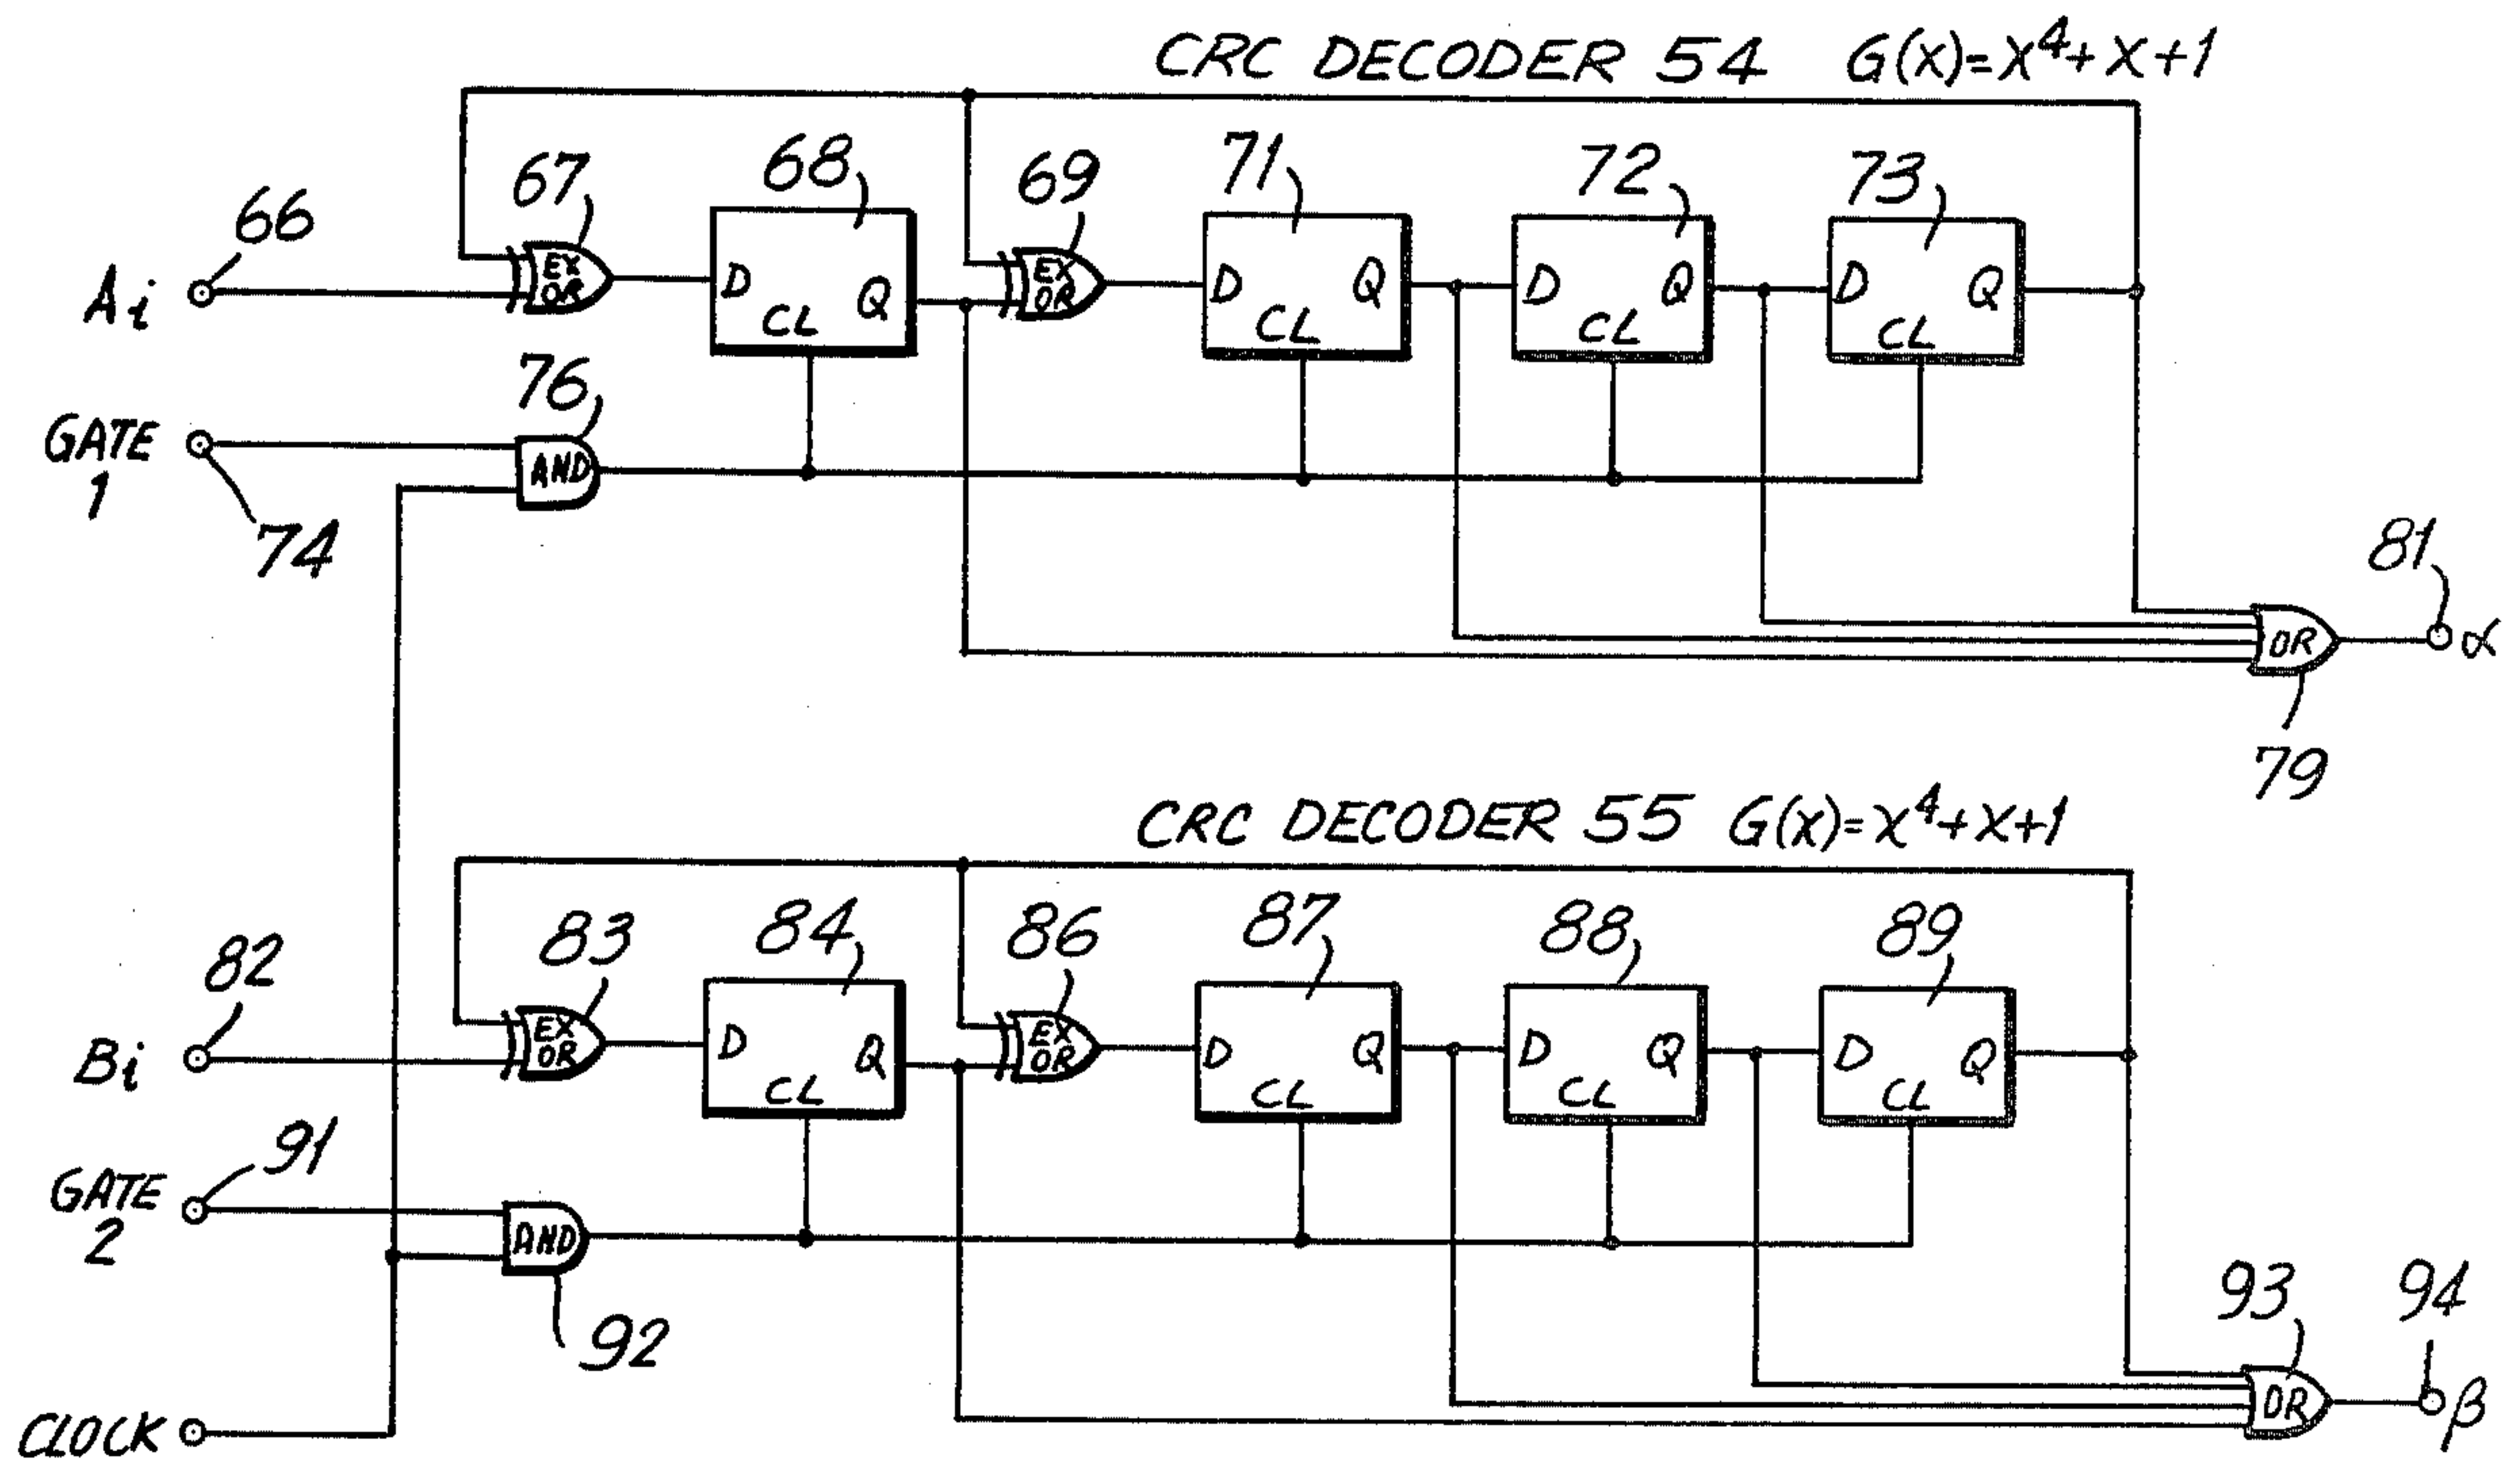 CRC DECODER 54 G(x)=X⁴+X+1
67
68
69
71
72
73
66
Ai
EX OR
D
CL
Q
EX OR
D
CL
Q
D
CL
Q
D
CL
Q
76
GATE 1
AND
74
81
OR
α
79
CRC DECODER 55 G(x)=X⁴+X+1
82
83
84
86
87
88
89
Bi
EX OR
D
CL
Q
EX OR
D
CL
Q
D
CL
Q
D
CL
Q
91
GATE 2
AND
92
93
94
OR
β
CLOCK